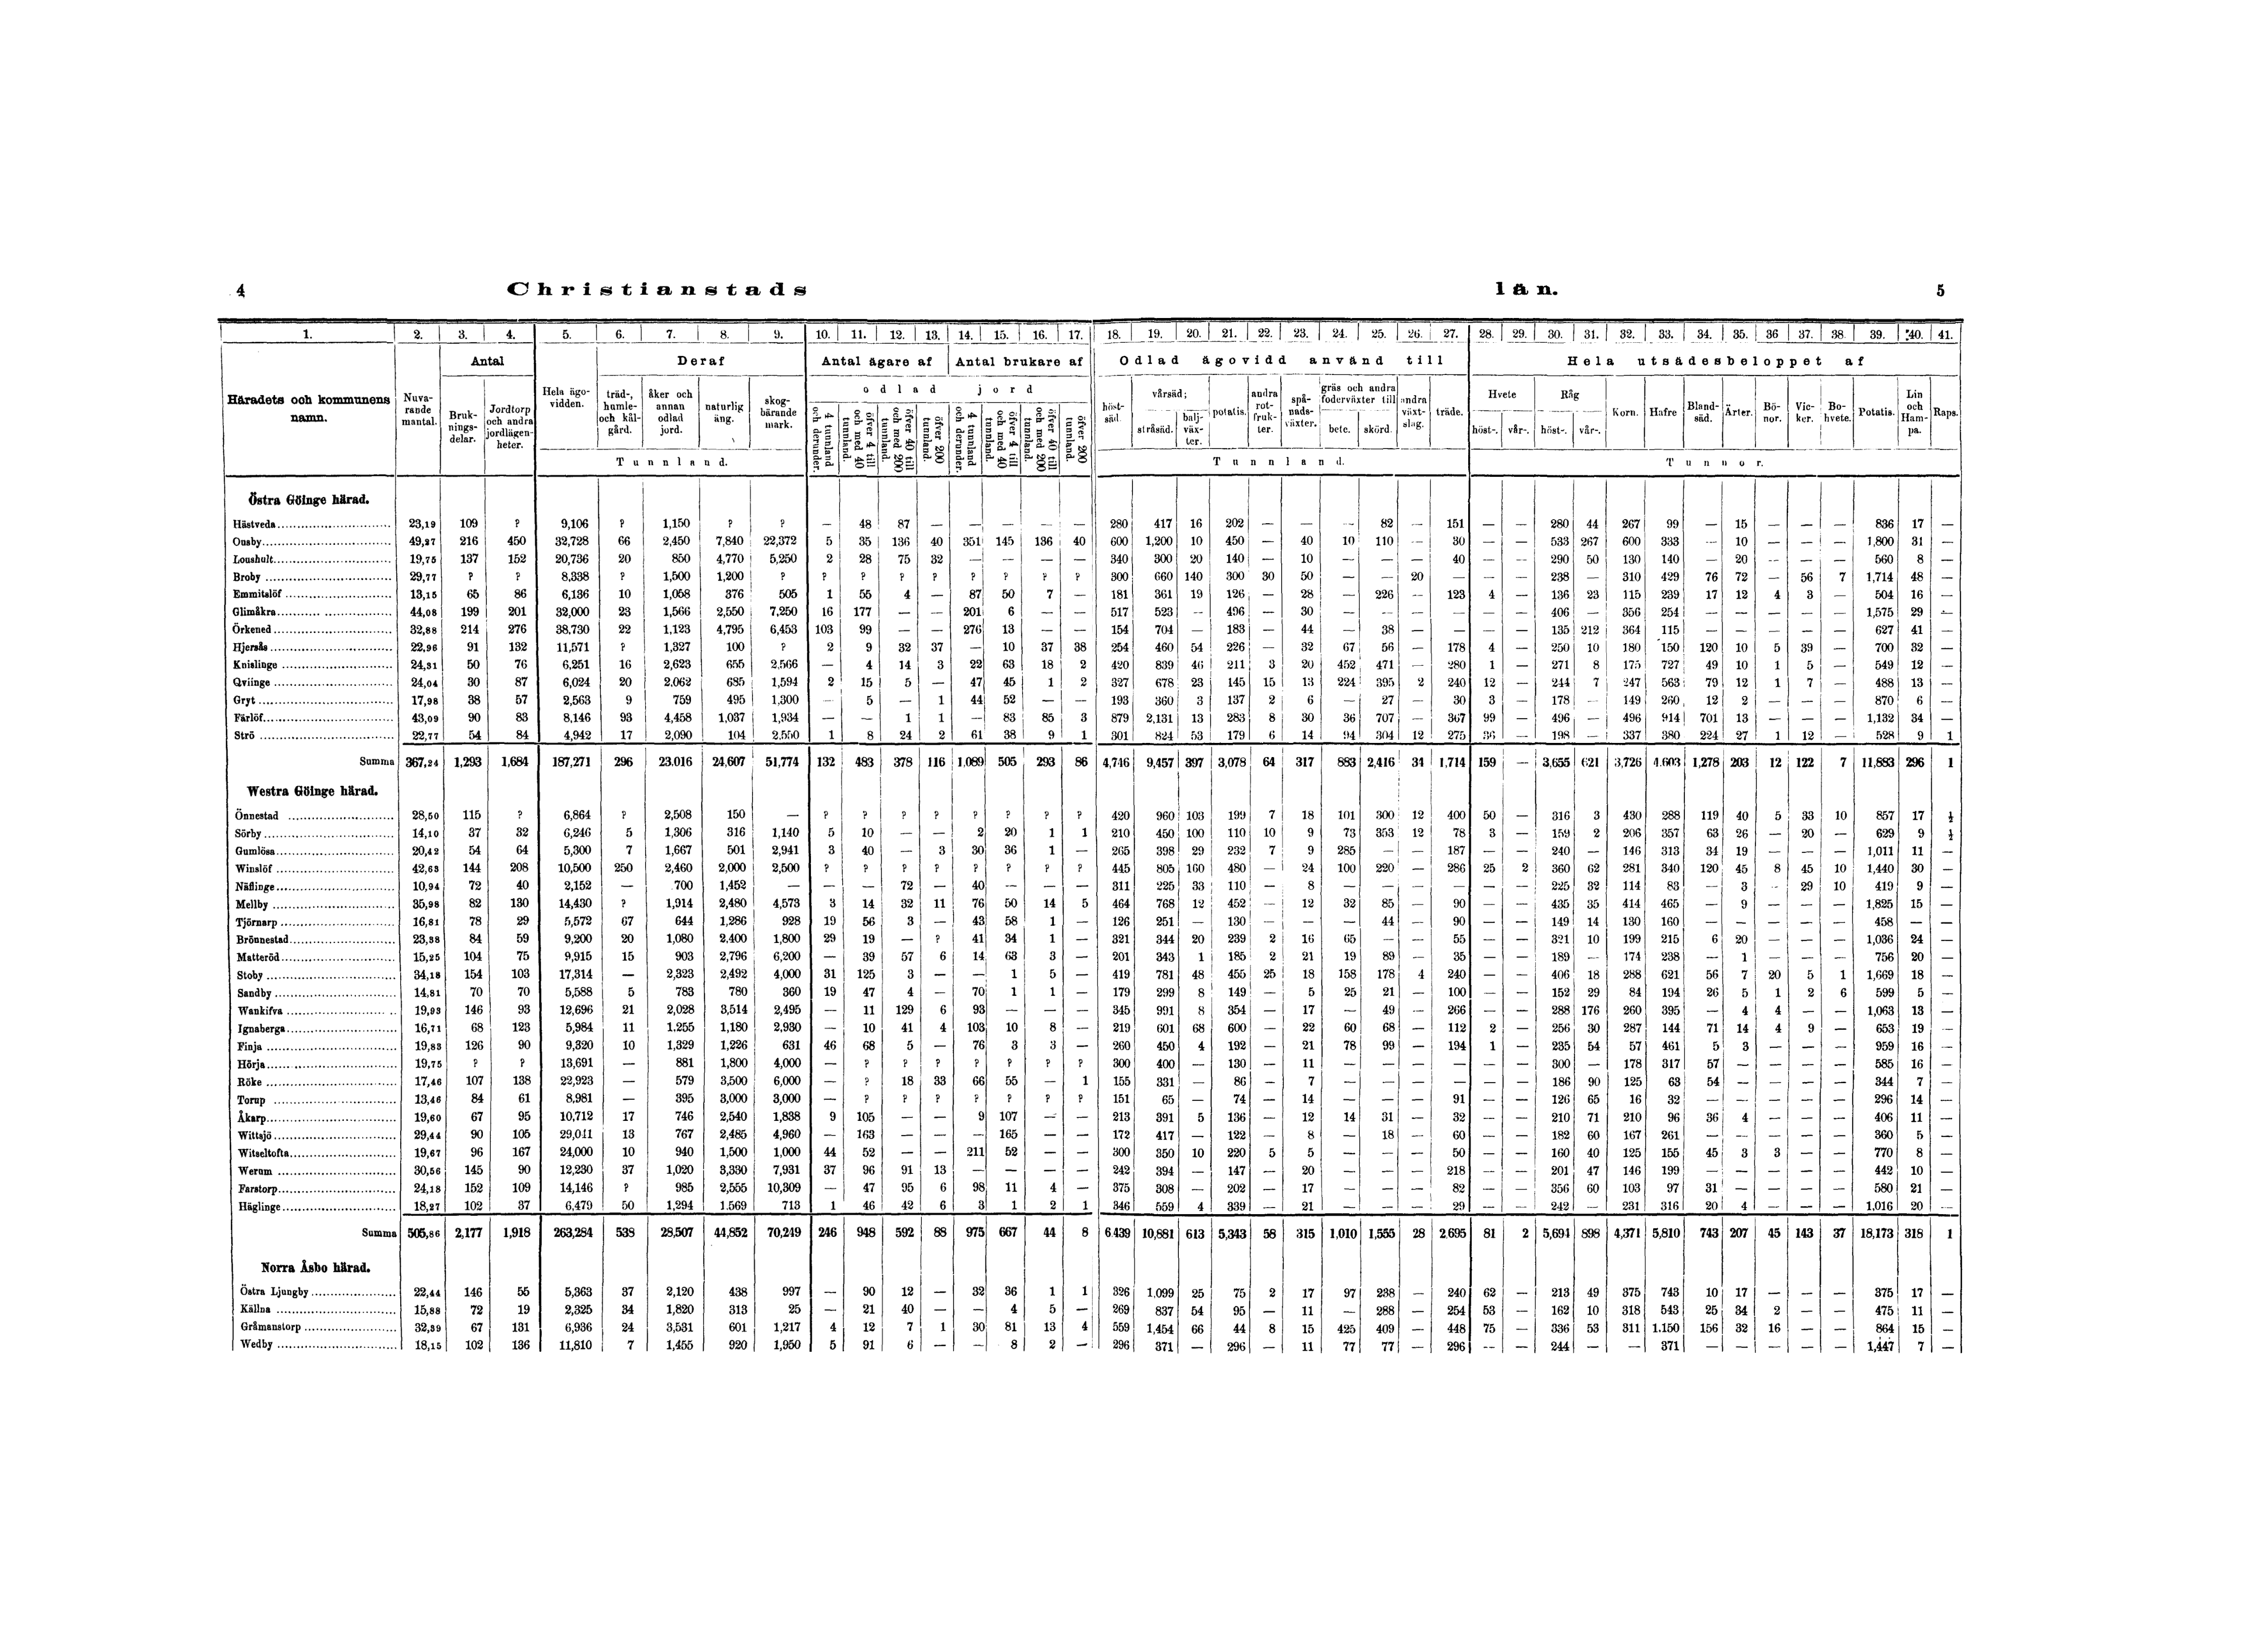 4 Christianstads län. 5
1. 2. 3. 4. 5. 6. 7. 8. 9. 10. 11. 12. 13. 14. 15. 16. 17. 18. 19. 20. 21. 22. 23. 24. 25. 26. 27. 28. 29. 30. 31. 32. 33. 34. 35. 36 37. 38 39. 40. 41.
Antal Deraf Antal ägare af Antal brukare af Odlad ägovidd använd till Hela utsädesbeloppet af
odlad jord
Häradets och kommunens namn.
Nuvarande mantal.
Brukningsdelar.
Jordtorp och andra jordlägenheter.
Hela ägovidden.
träd-, humle- och kålgård.
åker och annan odlad jord.
naturlig äng.
skogbärande mark.
4 tunnland och derunder.
öfver 4 till och med 40 tunnland.
öfver 40 till och med 200 tunnland.
öfver 200 tunnland.
4 tunnland och derunder.
öfver 4 till och med 40 tunnland.
öfver 40 till och med 200 tunnland.
öfver 200 tunnland.
höstsäd.
vårsäd;
stråsäd.
baljväxter.
potatis.
andra rotfrukter.
spånadsväxter.
gräs och andra foderväxter till
bete.
skörd.
andra växtslag.
träde.
Hvete
höst-. vår-.
Råg
höst-. vår-.
Korn.
Hafre
Blandsäd.
Ärter.
Bönor.
Vicker.
Bohvete.
Potatis.
Lin och Hampa.
Raps.
Tunnland. Tunnland. Tunnor.
Östra Göinge härad.
Hästveda 23,19 109 ? 9,106 ? 1,150 ? ? — 48 87 — — — — — 280 417 16 202 — — — 82 — 151 — — 280 44 267 99 — 15 — — — 836 17 —
Ousby 49,27 216 450 32,728 66 2,450 7,840 22,372 5 35 136 40 351 145 136 40 600 1,200 10 450 — 40 10 110 — 30 — — 533 267 600 333 — 10 — — — 1,800 31 —
Loushult 19,75 137 152 20,736 20 850 4,770 5,250 2 28 75 32 — — — — 340 300 20 140 — 10 — — — 40 — — 290 50 130 140 — 20 — — — 560 8 —
Broby 29,77 ? ? 8,338 ? 1,500 1,200 ? ? ? ? ? ? ? ? ? 300 660 140 300 30 50 — — 20 — — — 238 — 310 429 76 72 — 56 7 1,714 48 —
Emmitslöf 13,15 65 86 6,136 10 1,058 376 505 1 55 4 — 87 50 7 — 181 361 19 126 — 28 — 226 — 123 4 — 136 23 115 239 17 12 4 3 — 504 16 —
Glimåkra 44,08 199 201 32,000 23 1,566 2,550 7,250 16 177 — — 201 6 — — 517 523 — 496 — 30 — — — — — — 406 — 356 254 — — — — — 1,575 29 —
Örkened 32,88 214 276 38.730 22 1,123 4,795 6,453 103 99 — — 276 13 — — 154 704 — 183 — 44 — 38 — — — — 135 212 364 115 — — — — — 627 41 —
Hjersås 22,96 91 132 11,571 ? 1,327 100 ? 2 9 32 37 — 10 37 38 254 460 54 226 — 32 67 56 — 178 4 — 250 10 180 150 120 10 5 39 — 700 32 —
Knislinge 24,31 50 76 6,251 16 2,623 655 2,566 — 4 14 3 22 63 18 2 420 839 46 211 3 20 452 471 — 280 1 — 271 8 175 727 49 10 1 5 — 549 12 —
Qviinge 24,04 30 87 6,024 20 2.062 685 1,594 2 15 5 — 47 45 1 2 327 678 23 145 15 13 224 395 2 240 12 — 244 7 247 563 79 12 1 7 — 488 13 —
Gryt 17,98 38 57 2,563 9 759 495 1,300 — 5 — 1 44 52 — — 193 360 3 137 2 6 — 27 — 30 3 — 178 — 149 260 12 2 — — — 870 6 —
Färlöf 43,09 90 83 8,146 93 4,458 1,037 1,934 — — 1 1 — 83 85 3 879 2,131 13 283 8 30 36 707 — 367 99 — 496 — 496 914 701 13 — — — 1,132 34 —
Strö 22,77 54 84 4,942 17 2,090 104 2.550 1 8 24 2 61 38 9 1 301 824 53 179 6 14 94 304 12 275 36 — 198 — 337 380 224 27 1 12 — 528 9 1
Summa 367,24 1,293 1,684 187,271 296 23.016 24,607 51,774 132 483 378 116 1,089 505 293 86 4,746 9,457 397 3,078 64 317 883 2,416 34 1,714 159 — 3,655 621 3,726 4.603 1,278 203 12 122 7 11,883 296 1
Westra Göinge härad.
Önnestad 28,50 115 ? 6,864 ? 2,508 150 — ? ? ? ? ? ? ? ? 420 960 103 199 7 18 101 300 12 400 50 — 316 3 430 288 119 40 5 33 10 857 17 ½
Sörby 14,10 37 32 6,246 5 1,306 316 1,140 5 10 — — 2 20 1 1 210 450 100 110 10 9 73 353 12 78 3 — 159 2 206 357 63 26 — 20 — 629 9 ½
Gumlösa 20,42 54 64 5,300 7 1,667 501 2,941 3 40 — 3 30 36 1 — 265 398 29 232 7 9 285 — — 187 — — 240 — 146 313 34 19 — — — 1,011 11 —
Winslöf 42,63 144 208 10,500 250 2,460 2,000 2,500 ? ? ? ? ? ? ? ? 445 805 160 480 — 24 100 220 — 286 25 2 360 62 281 340 120 45 8 45 10 1,440 30 —
Näflinge 10,94 72 40 2,152 — 700 1,452 — — — 72 — 40 — — — 311 225 33 110 — 8 — — — — — — 225 32 114 83 — 3 — 29 10 419 9 —
Mellby 35,98 82 130 14,430 ? 1,914 2,480 4,573 3 14 32 11 76 50 14 5 464 768 12 452 — 12 32 85 — 90 — — 435 35 414 465 — 9 — — — 1,825 15 —
Tjörnarp 16,81 78 29 5,572 67 644 1,286 928 19 56 3 — 43 58 1 — 126 251 — 130 — — — 44 — 90 — — 149 14 130 160 — — — — — 458 — —
Brönnestad 23,38 84 59 9,200 20 1,080 2.400 1,800 29 19 — ? 41 34 1 — 321 344 20 239 2 16 65 — — 55 — — 321 10 199 215 6 20 — — — 1,036 24 —
Matteröd 15,25 104 75 9,915 15 903 2,796 6,200 — 39 57 6 14 63 3 — 201 343 1 185 2 21 19 89 — 35 — — 189 — 174 238 — 1 — — — 756 20 —
Stoby 34,18 154 103 17,314 — 2,323 2,492 4,000 31 125 3 — — 1 5 — 419 781 48 455 25 18 158 178 4 240 — — 406 18 288 621 56 7 20 5 1 1,669 18 —
Sandby 14,81 70 70 5,588 5 783 780 360 19 47 4 — 70 1 1 — 179 299 8 149 — 5 25 21 — 100 — — 152 29 84 194 26 5 1 2 6 599 5 —
Wankifva 19,93 146 93 12,696 21 2,028 3,514 2,495 — 11 129 6 93 — — — 345 991 8 354 — 17 — 49 — 266 — — 288 176 260 395 — 4 4 — — 1,063 13 —
Ignaberga 16,71 68 123 5,984 11 1.255 1,180 2,930 — 10 41 4 103 10 8 — 219 601 68 600 — 22 60 68 — 112 2 — 256 30 287 144 71 14 4 9 — 653 19 —
Finja 19,83 126 90 9,320 10 1,329 1,226 631 46 68 5 — 76 3 3 — 260 450 4 192 — 21 78 99 — 194 1 — 235 54 57 461 5 3 — — — 959 16 —
Hörja 19,75 ? ? 13,691 — 881 1,800 4,000 — ? ? ? ? ? ? ? 300 400 — 130 — 11 — — — — — — 300 — 178 317 57 — — — — 585 16 —
Röke 17,46 107 138 22,923 — 579 3,500 6,000 — ? 18 33 66 55 — 1 155 331 — 86 — 7 — — — — — — 186 90 125 63 54 — — — — 344 7 —
Torup 13,46 84 61 8,981 — 395 3,000 3,000 — ? ? ? ? ? ? ? 151 65 — 74 — 14 — — — 91 — — 126 65 16 32 — — — — — 296 14 —
Åkarp 19,60 67 95 10,712 17 746 2,540 1,838 9 105 — — 9 107 — — 213 391 5 136 — 12 14 31 — 32 — — 210 71 210 96 36 4 — — — 406 11 —
Wittsjö 29,44 90 105 29,011 13 767 2,485 4,960 — 163 — — — 165 — — 172 417 — 122 — 8 — 18 — 60 — — 182 60 167 261 — — — — — 360 5 —
Witseltofta 19,67 96 167 24,000 10 940 1,500 1,000 44 52 — — 211 52 — — 300 350 10 220 5 5 — — — 50 — — 160 40 125 155 45 3 3 — — 770 8 —
Werum 30,56 145 90 12,230 37 1,020 3,330 7,931 37 96 91 13 — — — — 242 394 — 147 — 20 — — — 218 — — 201 47 146 199 — — — — — 442 10 —
Farstorp 24,18 152 109 14,146 ? 985 2,555 10,309 — 47 95 6 98 11 4 — 375 308 — 202 — 17 — — — 82 — — 356 60 103 97 31 — — — — 580 21 —
Häglinge 18,27 102 37 6,479 50 1,294 1.569 713 1 46 42 6 3 1 2 1 346 559 4 339 — 21 — — — 29 — — 242 — 231 316 20 4 — — — 1,016 20 —
Summa 505,86 2,177 1,918 263,284 538 28,507 44,852 70,249 246 948 592 88 975 667 44 8 6.439 10,881 613 5,343 58 315 1,010 1,555 28 2.695 81 2 5,691 898 4,371 5,810 743 207 45 143 37 18,173 318 1
Norra Åsbo härad.
Östra Ljungby 22,44 146 55 5,363 37 2,120 438 997 — 90 12 — 32 36 1 1 326 1,099 25 75 2 17 97 238 — 240 62 — 213 49 375 743 10 17 — — — 375 17 —
Källna 15,88 72 19 2,325 34 1,820 313 25 — 21 40 — — 4 5 — 269 837 54 95 — 11 — 288 — 254 53 — 162 10 318 543 25 34 2 — — 475 11 —
Gråmanstorp 32,39 67 131 6,936 24 3,531 601 1,217 4 12 7 1 30 81 13 4 559 1,454 66 44 8 15 425 409 — 448 75 — 336 53 311 1.150 156 32 16 — — 864 15 —
Wedby 18,15 102 136 11,810 7 1,455 920 1,950 5 91 6 — — 8 2 — 296 371 — 296 — 11 77 77 — 296 — — 244 — — 371 — — — — — 1,447 7 —